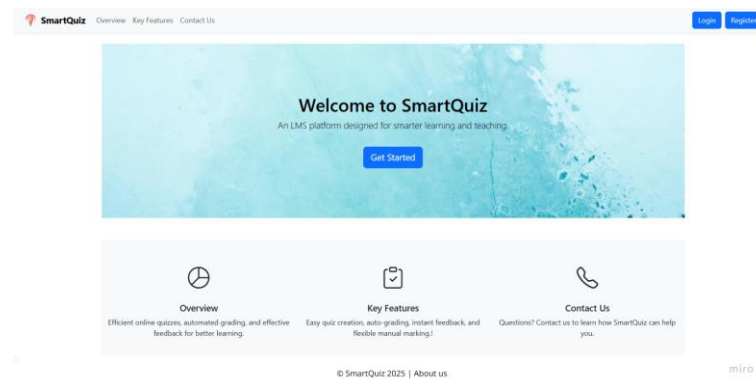 SmartQuiz Overview Key Features Contact Us Login Register
Welcome to SmartQuiz
An LMS platform designed for smarter learning and teaching.
Get Started
Overview
Efficient online quizzes, automated grading, and effective
feedback for better learning.
Key Features
Easy quiz creation, auto-grading, instant feedback, and
flexible manual marking.!
Contact Us
Questions? Contact us to learn how SmartQuiz can help
you.
© SmartQuiz 2025 | About us
miro